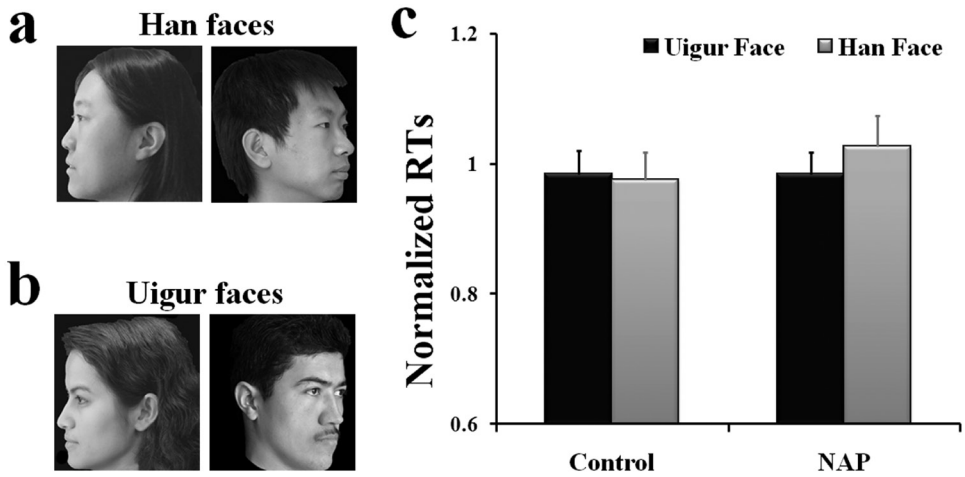 a
Han faces
b
Uigur faces
c
Normalized RTs
1.2
1
0.8
0.6
Uigur Face
Han Face
Control
NAP